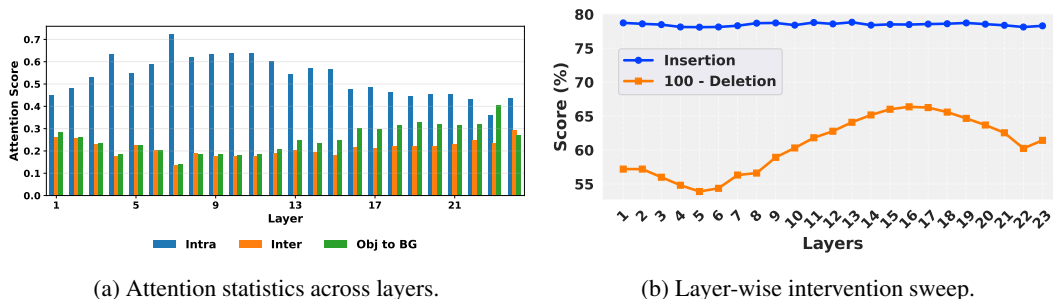 0.7
0.6
0.5
0.4
0.3
0.2
0.1
0.0
Attention Score
1 5 9 13 17 21
Layer
Intra Inter Obj to BG
(a) Attention statistics across layers.
80
75
70
65
60
55
Score (%)
Insertion
100 - Deletion
1 2 3 4 5 6 7 8 9 10 11 12 13 14 15 16 17 18 19 20 21 22 23
Layers
(b) Layer-wise intervention sweep.